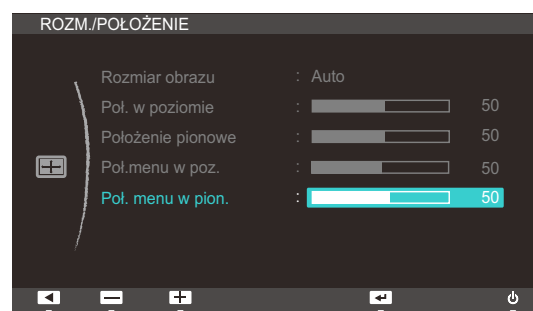 ROZM./POŁOŻENIE
Rozmiar obrazu : Auto
Poł. w poziomie : 50
Położenie pionowe : 50
Poł.menu w poz. : 50
Poł. menu w pion. : 50